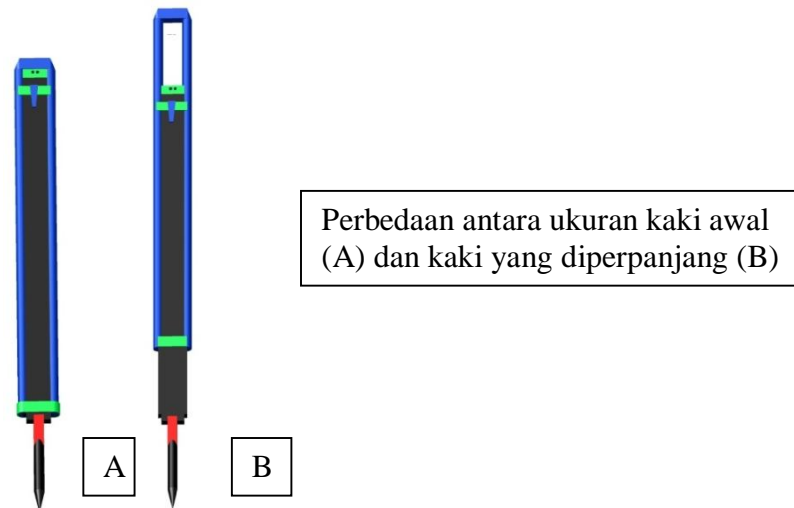 Perbedaan antara ukuran kaki awal
(A) dan kaki yang diperpanjang (B)
A
B